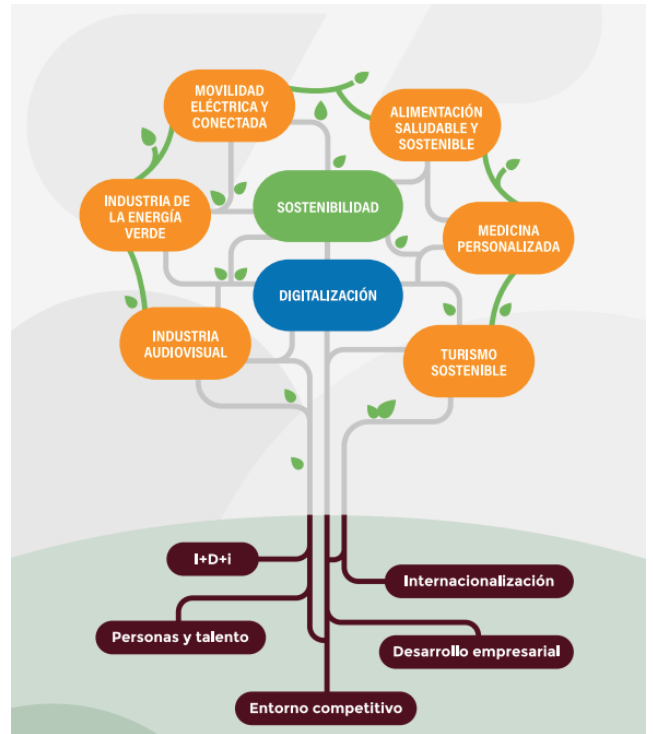 MOVILIDAD
ELÉCTRICA Y
CONECTADA
ALIMENTACIÓN
SALUDABLE Y
SOSTENIBLE
INDUSTRIA DE
LA ENERGÍA
VERDE
SOSTENIBILIDAD
MEDICINA
PERSONALIZADA
DIGITALIZACIÓN
INDUSTRIA
AUDIOVISUAL
TURISMO
SOSTENIBLE
I+D+i
Internacionalización
Personas y talento
Desarrollo empresarial
Entorno competitivo